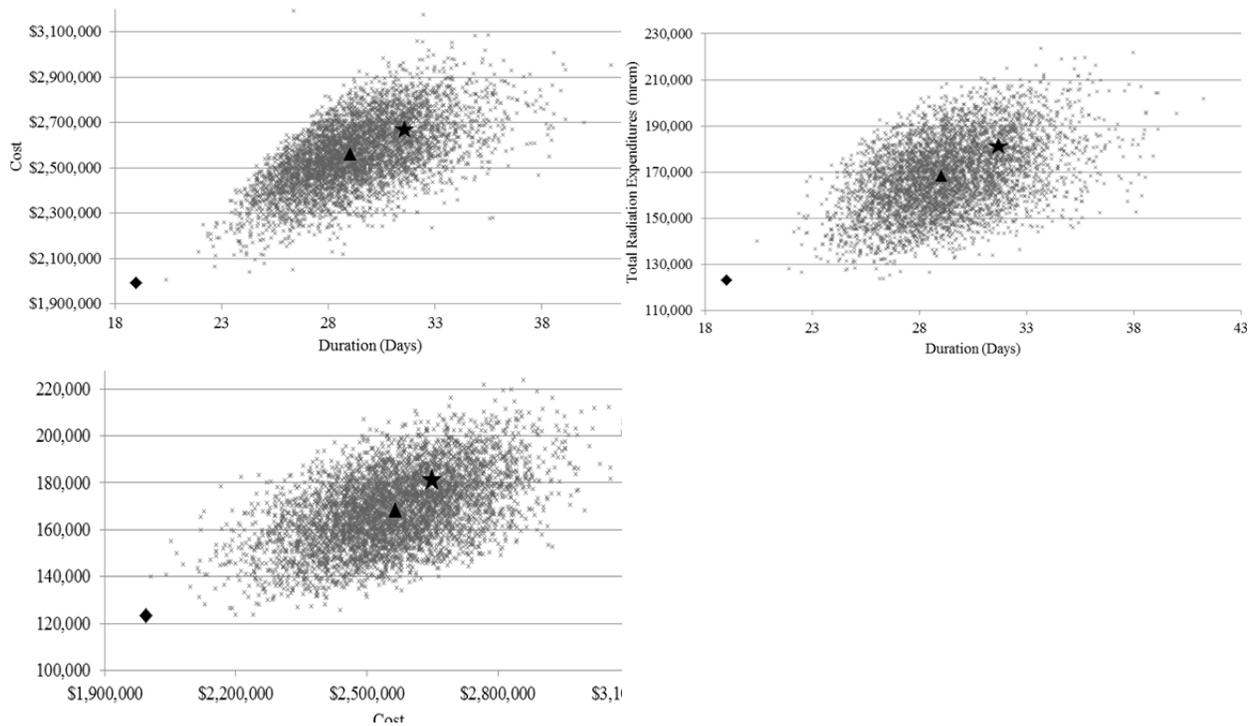 $3,100,000
$2,900,000
$2,700,000
$2,500,000
$2,300,000
$2,100,000
$1,900,000
Cost
18 23 28 33 38
Duration (Days)
230,000
210,000
190,000
170,000
150,000
130,000
110,000
Total Radiation Expenditures (mrem)
18 23 28 33 38 43
Duration (Days)
220,000
200,000
180,000
160,000
140,000
120,000
100,000
$1,900,000 $2,200,000 $2,500,000 $2,800,000 $3,10
Cost